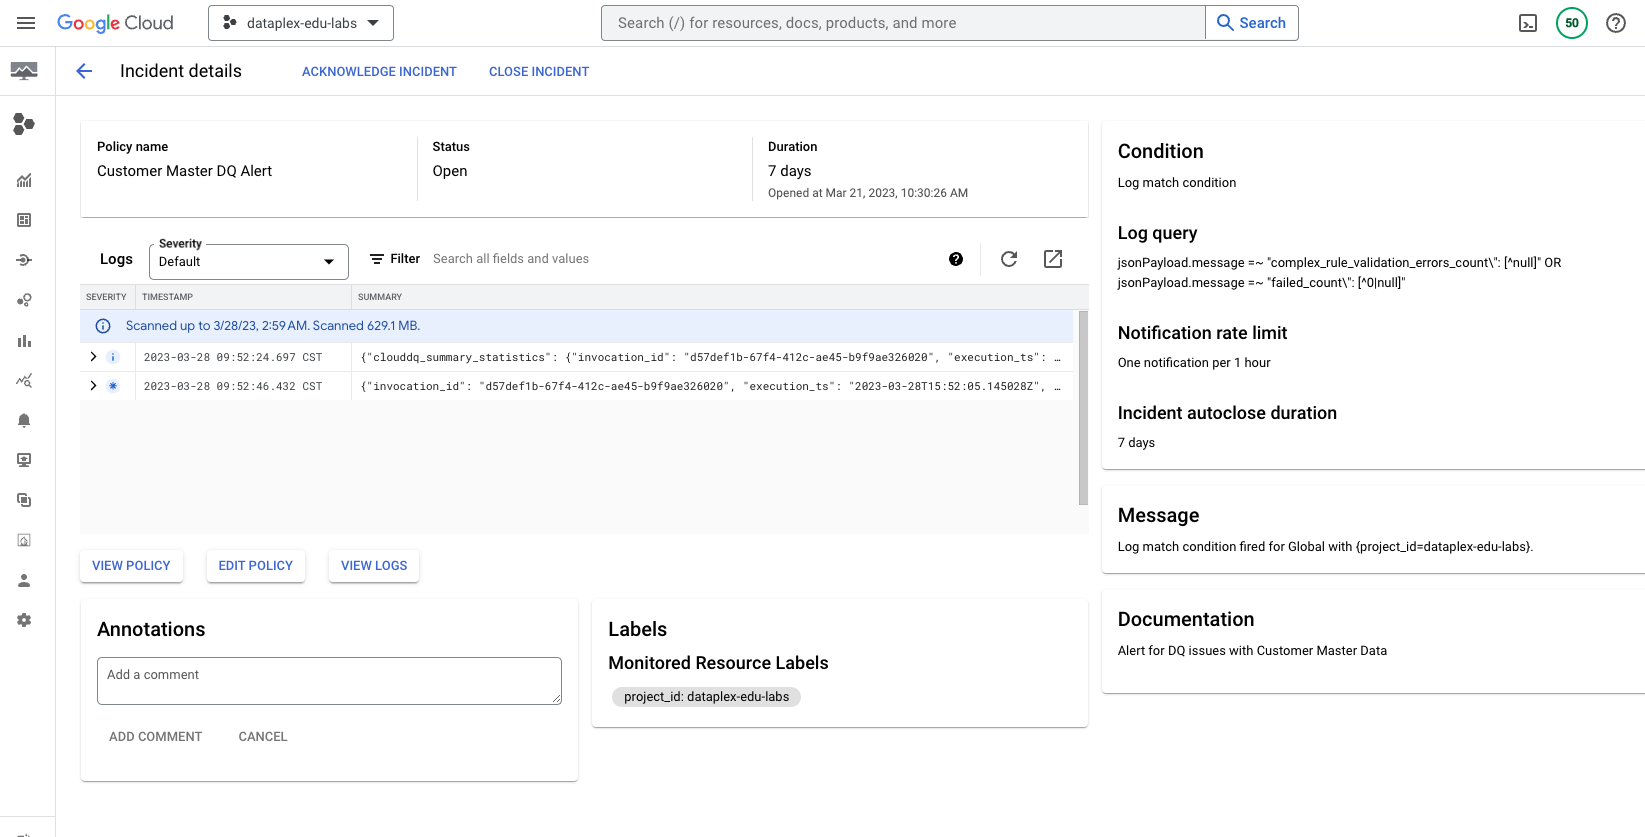 Google Cloud
dataplex-edu-labs
Search (/) for resources, docs, products, and more
Search
50
Incident details
ACKNOWLEDGE INCIDENT
CLOSE INCIDENT
Policy name
Customer Master DQ Alert
Status
Open
Duration
7 days
Opened at Mar 21, 2023, 10:30:26 AM
Logs
Severity
Default
Filter
Search all fields and values
SEVERITY
TIMESTAMP
SUMMARY
Scanned up to 3/28/23, 2:59 AM. Scanned 629.1 MB.
2023-03-28 09:52:24.697 CST
{"clouddq_summary_statistics": {"invocation_id": "d57def1b-67f4-412c-ae45-b9f9ae326020", "execution_ts": …
2023-03-28 09:52:46.432 CST
{"invocation_id": "d57def1b-67f4-412c-ae45-b9f9ae326020", "execution_ts": "2023-03-28T15:52:05.145028Z", …
VIEW POLICY
EDIT POLICY
VIEW LOGS
Annotations
Add a comment
ADD COMMENT
CANCEL
Labels
Monitored Resource Labels
project_id: dataplex-edu-labs
Condition
Log match condition
Log query
jsonPayload.message =~ "complex_rule_validation_errors_count\": [^null]" OR
jsonPayload.message =~ "failed_count\": [^0|null]"
Notification rate limit
One notification per 1 hour
Incident autoclose duration
7 days
Message
Log match condition fired for Global with {project_id=dataplex-edu-labs}.
Documentation
Alert for DQ issues with Customer Master Data